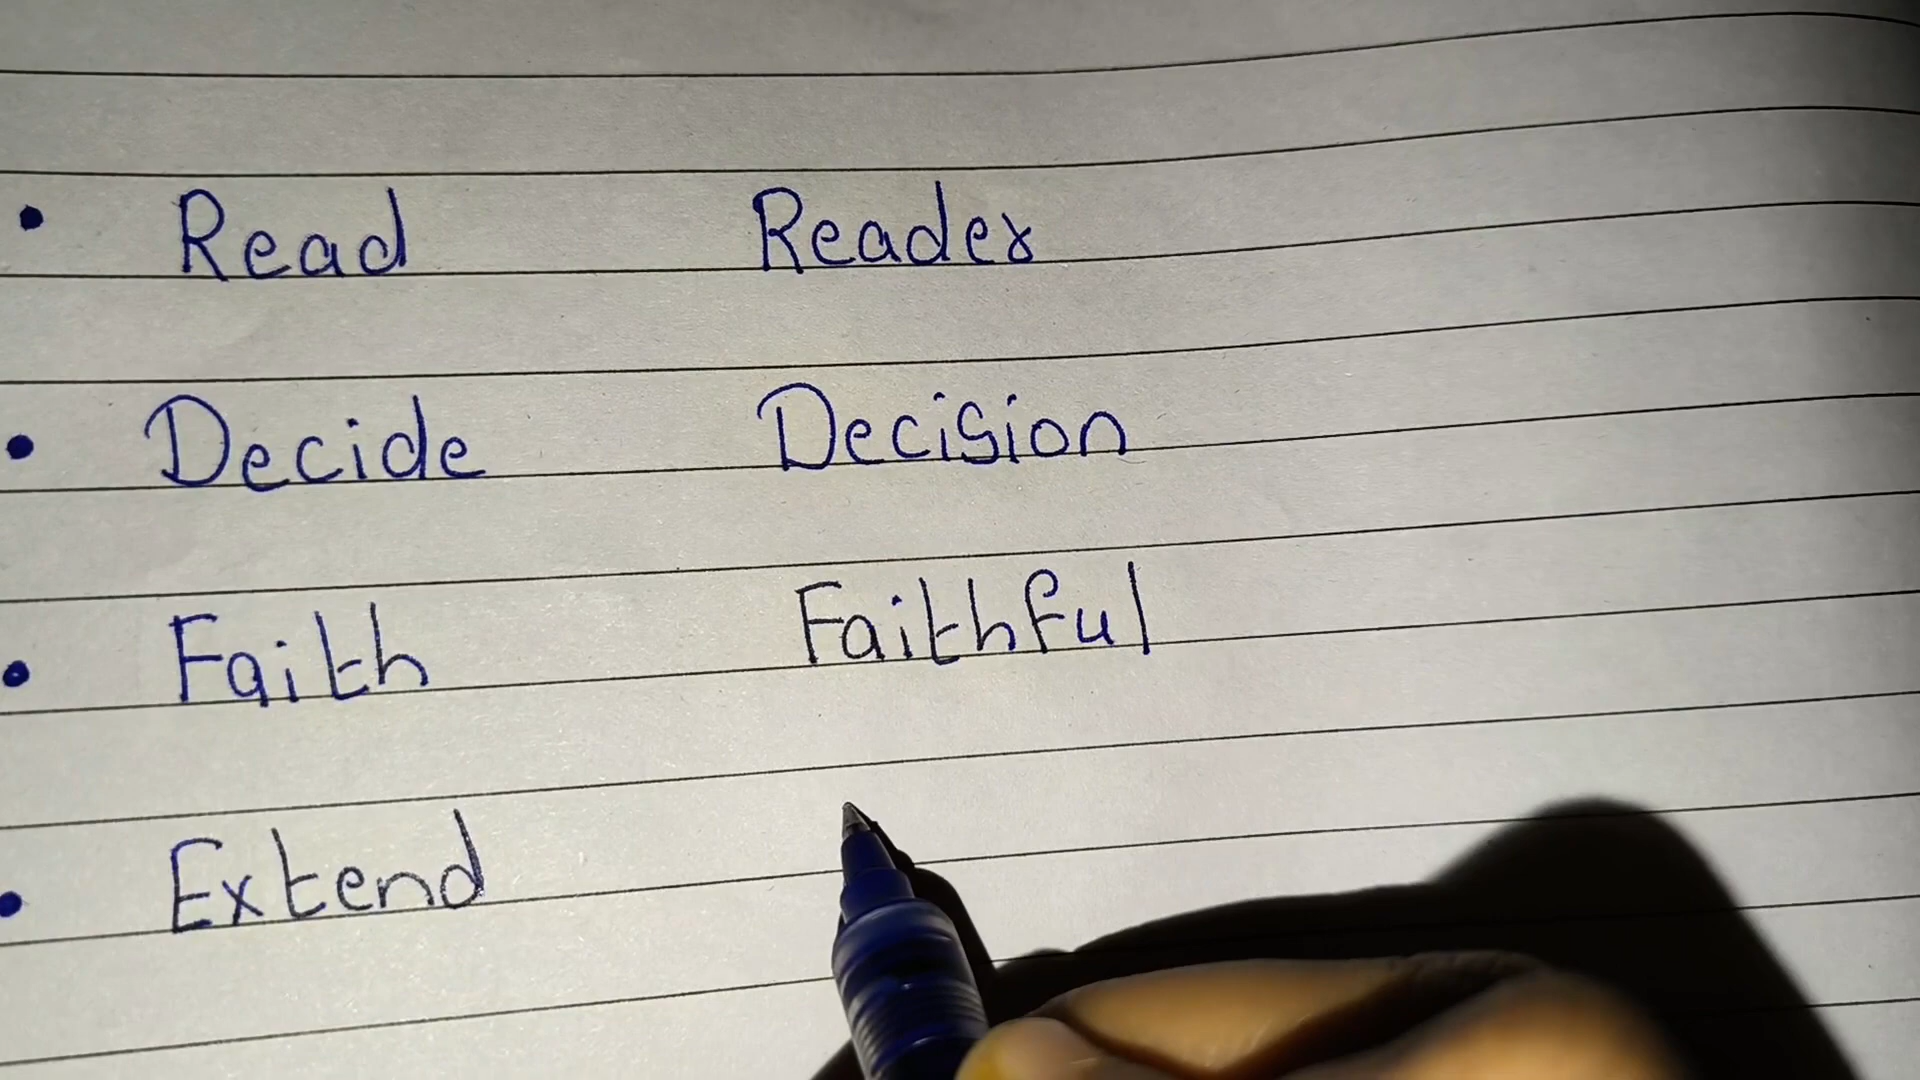 • Read Reader
• Decide Decision
• Faith Faithful
• Extend